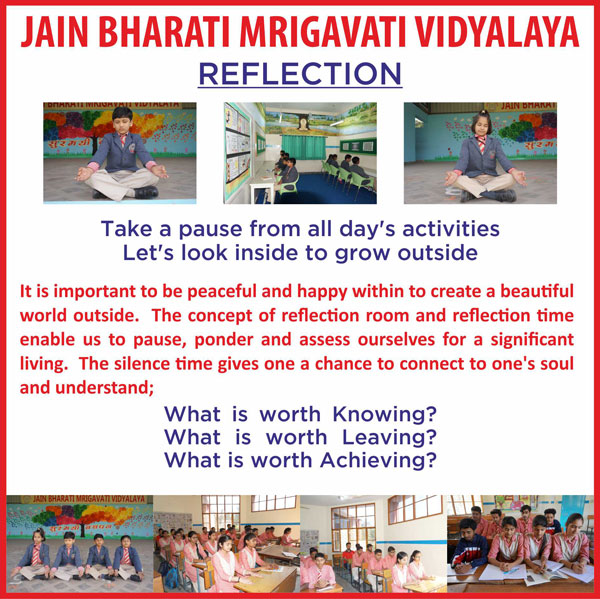 JAIN BHARATI MRIGAVATI VIDYALAYA
REFLECTION
BHARATI MRIGAVATI VIDYALAYA
JAIN BHARAT
Take a pause from all day's activities
Let's look inside to grow outside
It is important to be peaceful and happy within to create a beautiful
world outside. The concept of reflection room and reflection time
enable us to pause, ponder and assess ourselves for a significant
living. The silence time gives one a chance to connect to one's soul
and understand;
What is worth Knowing?
What is worth Leaving?
What is worth Achieving?
JAIN BHARATI MRIGAVATI VIDYALAYA